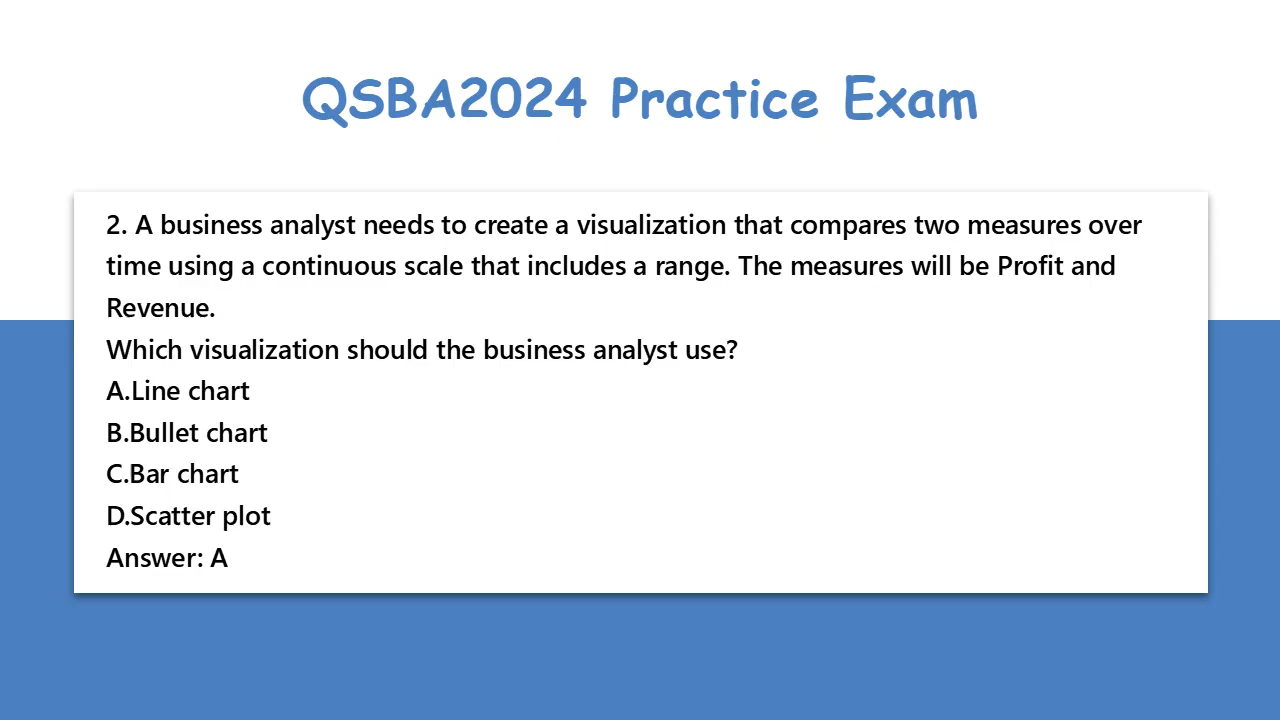 QSBA2024 Practice Exam
2. A business analyst needs to create a visualization that compares two measures over
time using a continuous scale that includes a range. The measures will be Profit and
Revenue.
Which visualization should the business analyst use?
A.Line chart
B.Bullet chart
C.Bar chart
D.Scatter plot
Answer: A